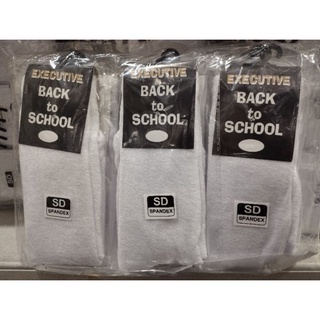 EXECUTIVE
BACK
to
SCHOOL
SD
SPANDEX
EXECUTIVE
BACK
to
SCHOOL
SD
SPANDEX
EXECUTIVE
BACK
to
SCHOOL
SD
SPANDEX